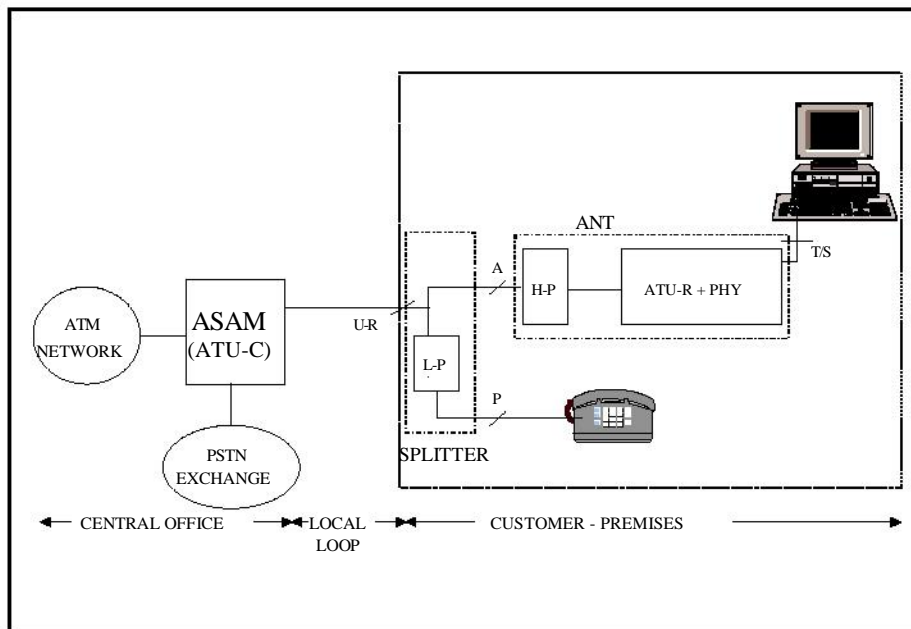 ANT
T/S
A
H-P
ATU-R + PHY
ATM
NETWORK
ASAM
(ATU-C)
U-R
L-P
P
SPLITTER
PSTN
EXCHANGE
CENTRAL OFFICE
LOCAL
LOOP
CUSTOMER - PREMISES